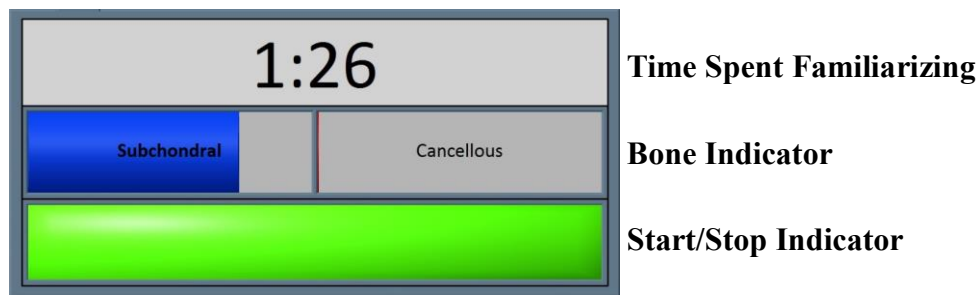 1:26
Time Spent Familiarizing
Subchondral
Cancellous
Bone Indicator
Start/Stop Indicator